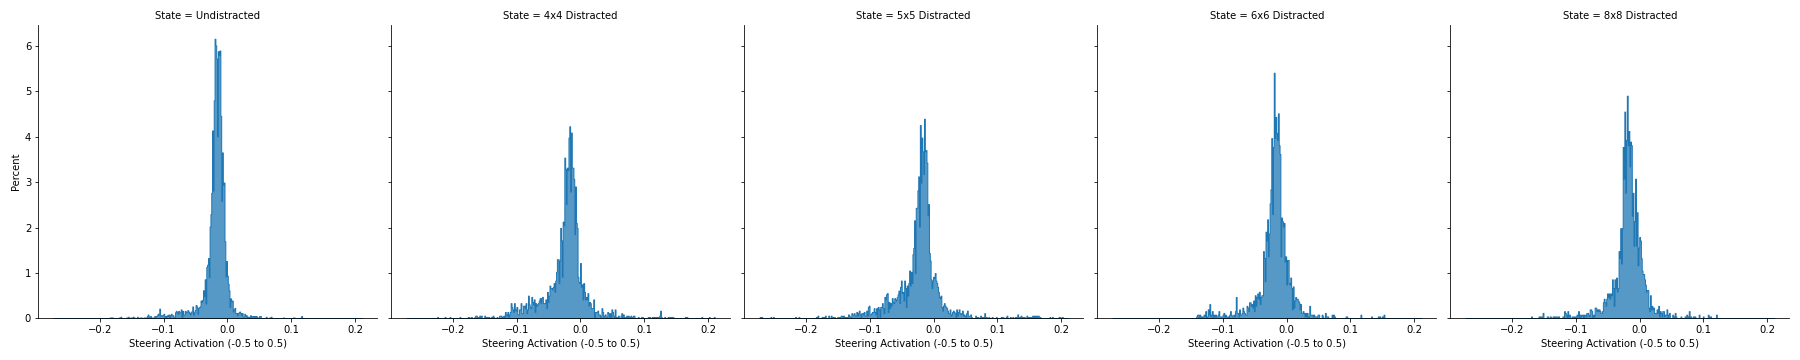 State = Undistracted
State = 4x4 Distracted
State = 5x5 Distracted
State = 6x6 Distracted
State = 8x8 Distracted
6
5
4
3
2
1
0
Percent
−0.2 −0.1 0.0 0.1 0.2
−0.2 −0.1 0.0 0.1 0.2
−0.2 −0.1 0.0 0.1 0.2
−0.2 −0.1 0.0 0.1 0.2
−0.2 −0.1 0.0 0.1 0.2
Steering Activation (-0.5 to 0.5)
Steering Activation (-0.5 to 0.5)
Steering Activation (-0.5 to 0.5)
Steering Activation (-0.5 to 0.5)
Steering Activation (-0.5 to 0.5)